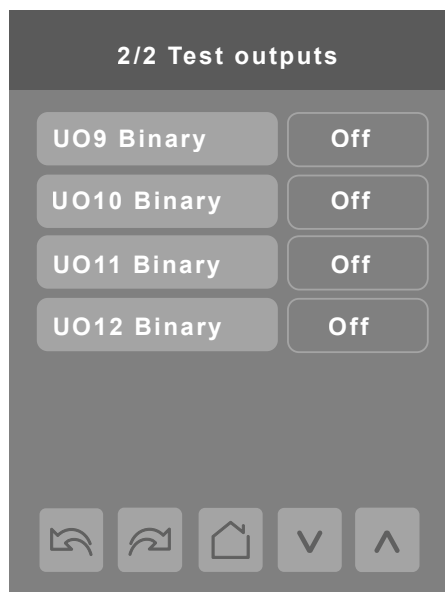 2/2 Test outputs
UO9 Binary Off
UO10 Binary Off
UO11 Binary Off
UO12 Binary Off